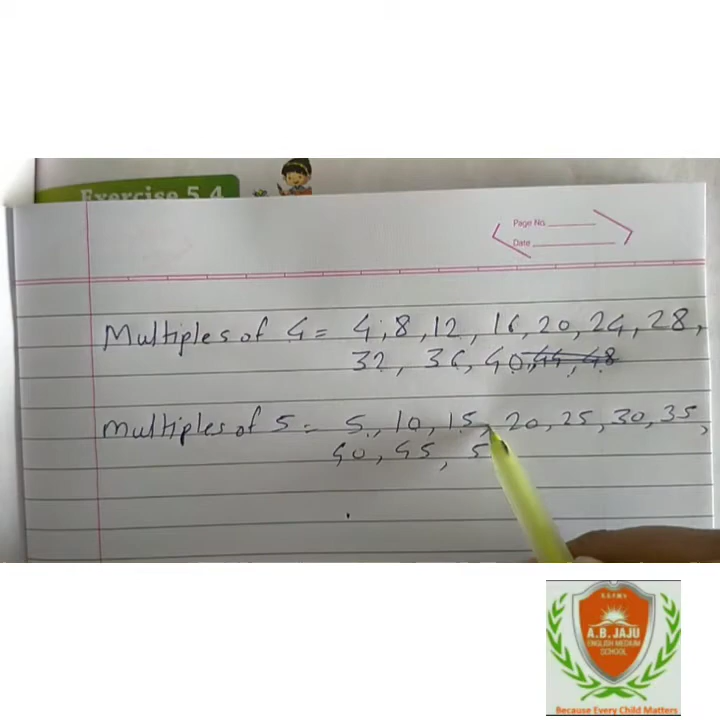 Exercise 5.4
Page No.
Date
Multiples of 4 = 4, 8, 12, 16, 20, 24, 28,
32, 36, 40, 44, 48
Multiples of 5 = 5, 10, 15, 20, 25, 30, 35,
40, 45, 5
A.B. JAJU
ENGLISH MEDIUM
SCHOOL
Because Every Child Matters